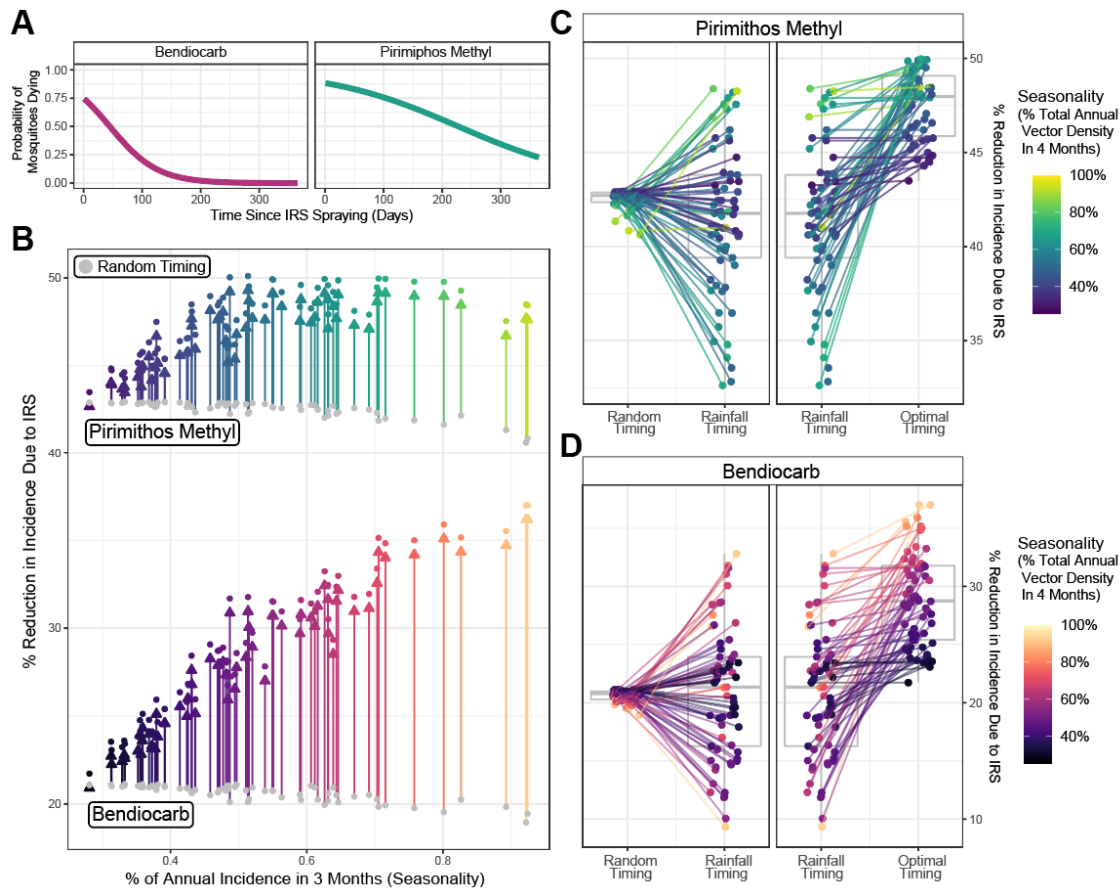 A
Bendiocarb
Pirimiphos Methyl
Probability of
Mosquitoes Dying
1.00
0.75
0.50
0.25
0.00
0 100 200 300
0 100 200 300
Time Since IRS Spraying (Days)
B
Random Timing
% Reduction in Incidence Due to IRS
50
40
30
20
Pirimithos Methyl
Bendiocarb
0.4 0.6 0.8
% of Annual Incidence in 3 Months (Seasonality)
C
Pirimithos Methyl
50
45
40
35
% Reduction in Incidence Due to IRS
Random
Timing
Rainfall
Timing
Rainfall
Timing
Optimal
Timing
Seasonality
(% Total Annual
Vector Density
In 4 Months)
100%
80%
60%
40%
D
Bendiocarb
30
20
10
% Reduction in Incidence Due to IRS
Random
Timing
Rainfall
Timing
Rainfall
Timing
Optimal
Timing
Seasonality
(% Total Annual
Vector Density
In 4 Months)
100%
80%
60%
40%